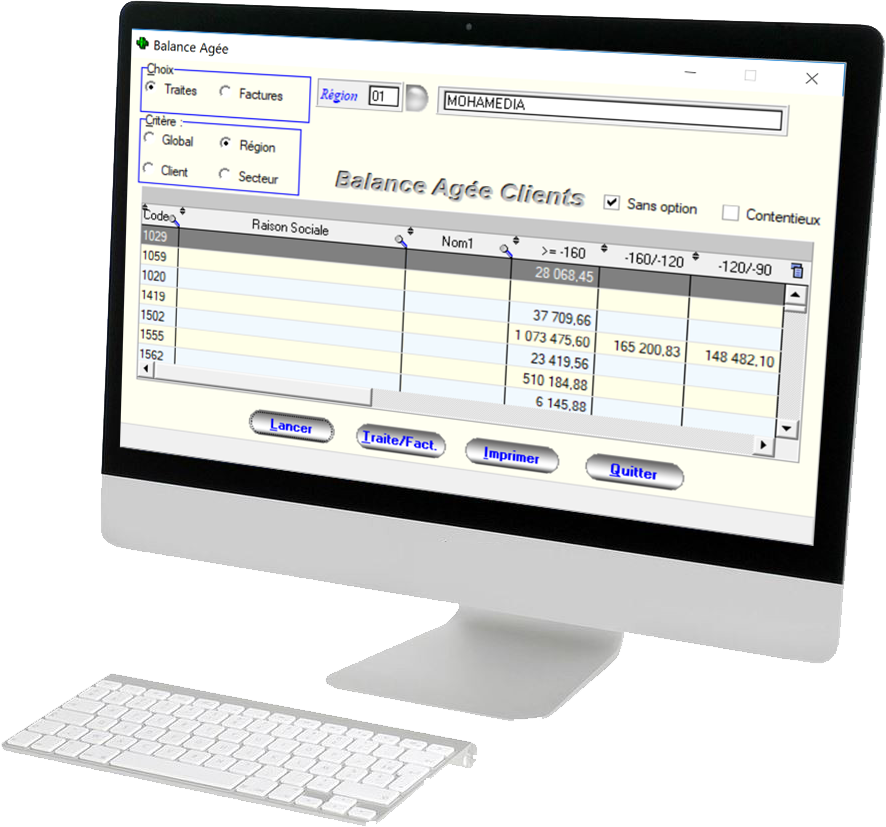 Balance Agée
Choix
Traites Factures
Région 01 MOHAMEDIA
Critère :
Global Région
Client Secteur
Balance Agée Clients
Sans option Contentieux
Code Raison Sociale Nom1 >= -160 -160/-120 -120/-90
1029 28 068,45
1059
1020 37 709,66
1419 1 073 475,60 165 200,83 148 482,10
1502 23 419,56
1555 510 184,88
1562 6 145,88
Lancer Traite/Fact. Imprimer Quitter